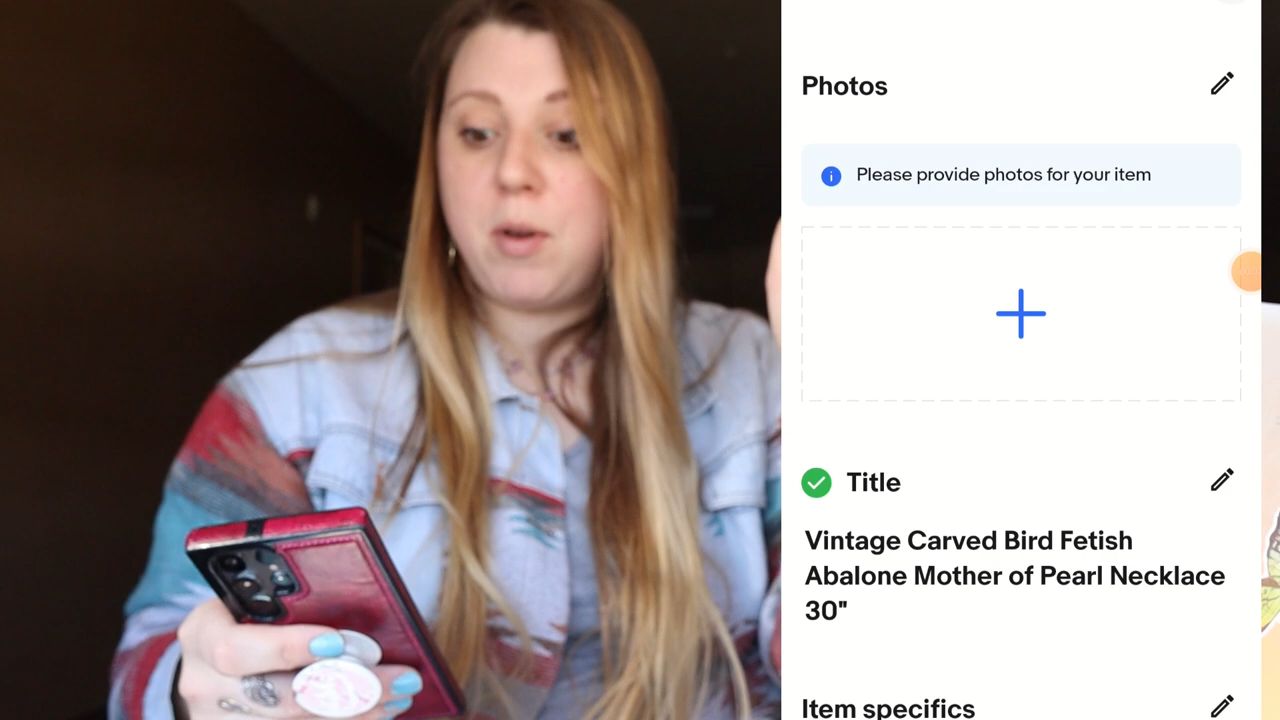 Photos
Please provide photos for your item
Title
Vintage Carved Bird Fetish
Abalone Mother of Pearl Necklace
30"
Item specifics